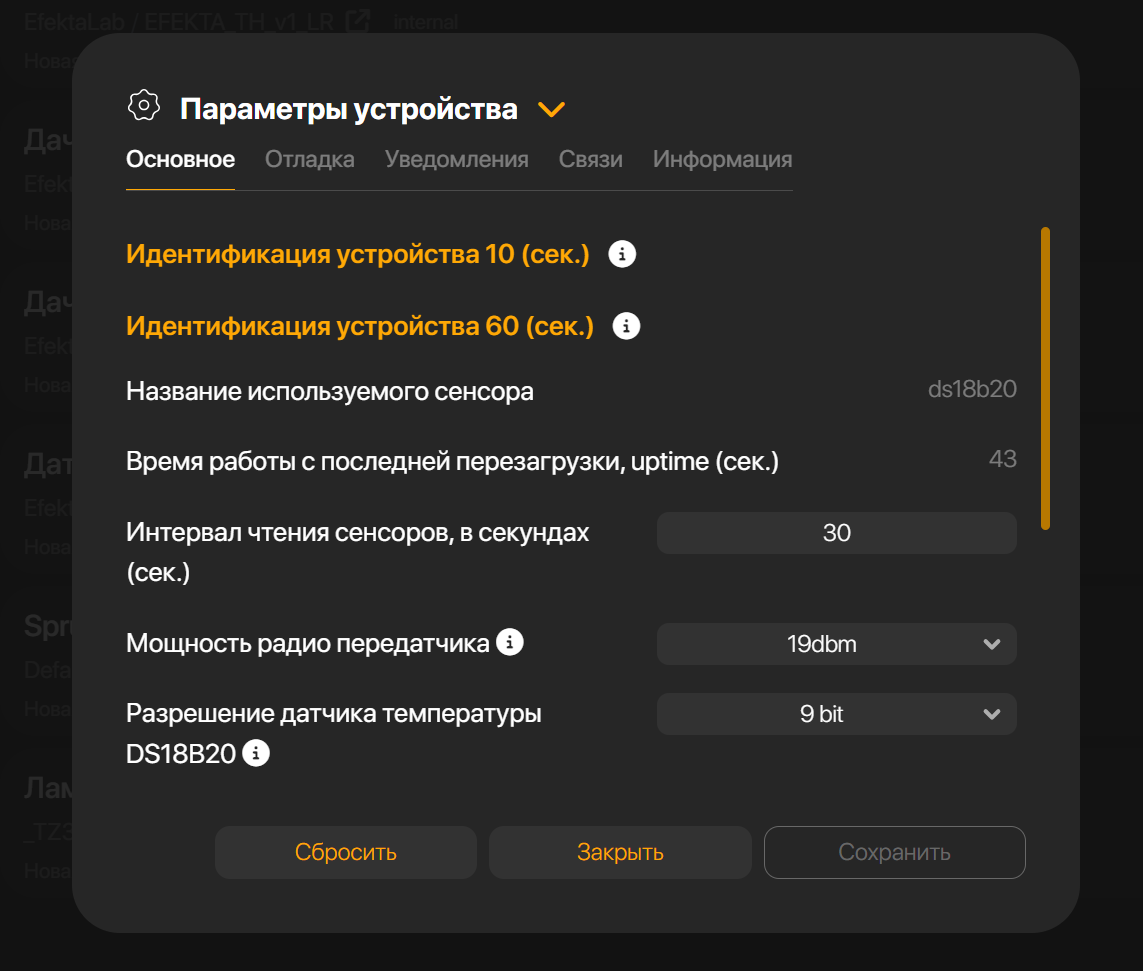 EfektaLab / EFEKTA_TH_v1_LR internal
Параметры устройства
Основное Отладка Уведомления Связи Информация
Идентификация устройства 10 (сек.)
Идентификация устройства 60 (сек.)
Название используемого сенсора ds18b20
Время работы с последней перезагрузки, uptime (сек.) 43
Интервал чтения сенсоров, в секундах 30
(сек.)
Мощность радио передатчика 19dbm
Разрешение датчика температуры 9 bit
DS18B20
Сбросить Закрыть Сохранить